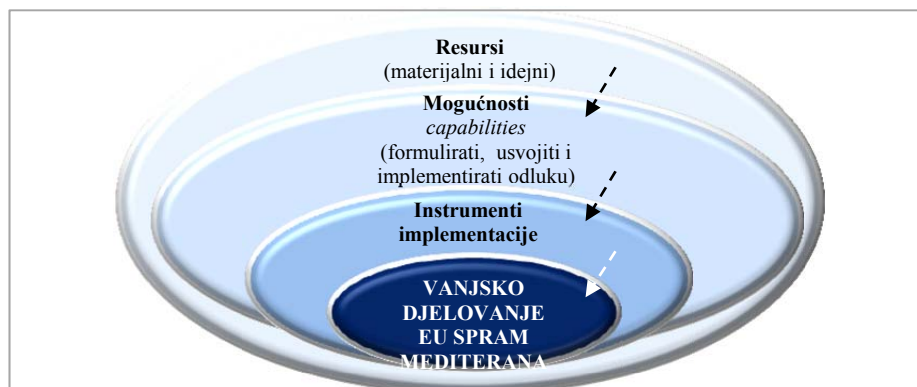 Resursi
(materijalni i idejni)
Mogućnosti
capabilities
(formulirati, usvojiti i
implementirati odluku)
Instrumenti
implementacije
VANJSKO
DJELOVANJE
EU SPRAM
MEDITERANA